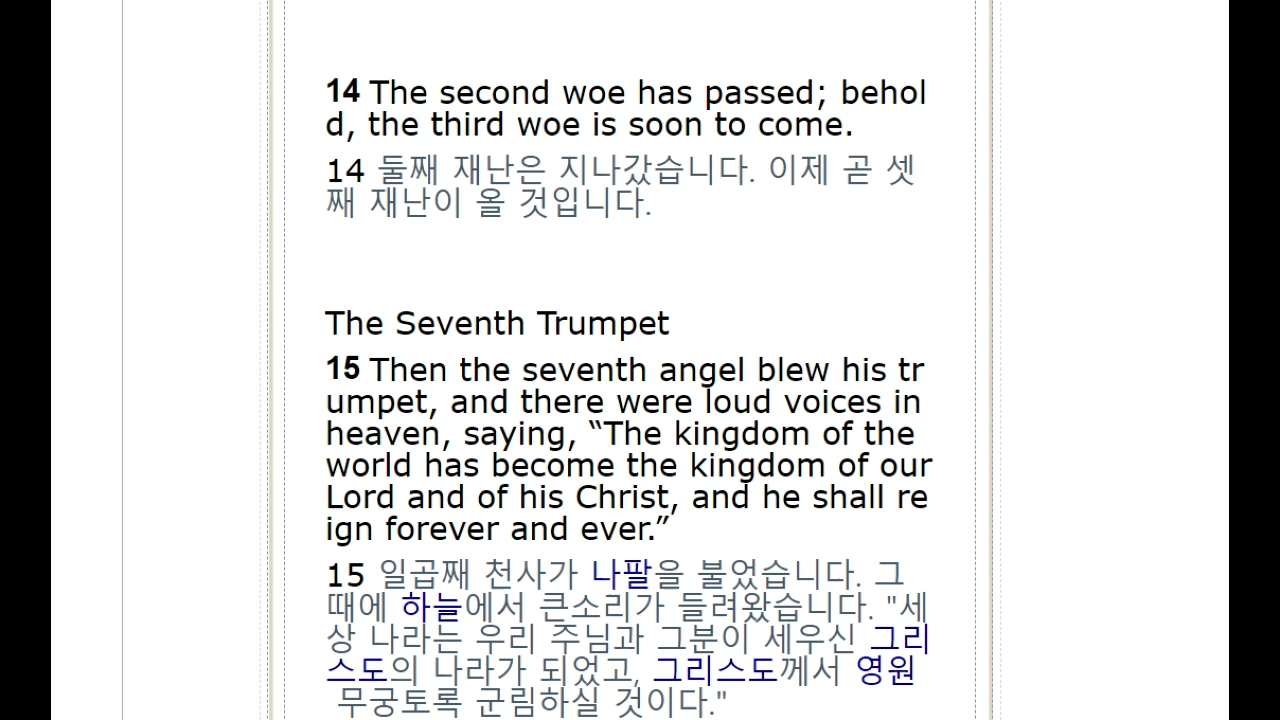 14 The second woe has passed; behol
d, the third woe is soon to come.
14 둘째 재난은 지나갔습니다. 이제 곧 셋
째 재난이 올 것입니다.
The Seventh Trumpet
15 Then the seventh angel blew his tr
umpet, and there were loud voices in
heaven, saying, “The kingdom of the
world has become the kingdom of our
Lord and of his Christ, and he shall re
ign forever and ever.”
15 일곱째 천사가 나팔을 불었습니다. 그
때에 하늘에서 큰소리가 들려왔습니다. "세
상 나라는 우리 주님과 그분이 세우신 그리
스도의 나라가 되었고, 그리스도께서 영원
무궁토록 군림하실 것이다."